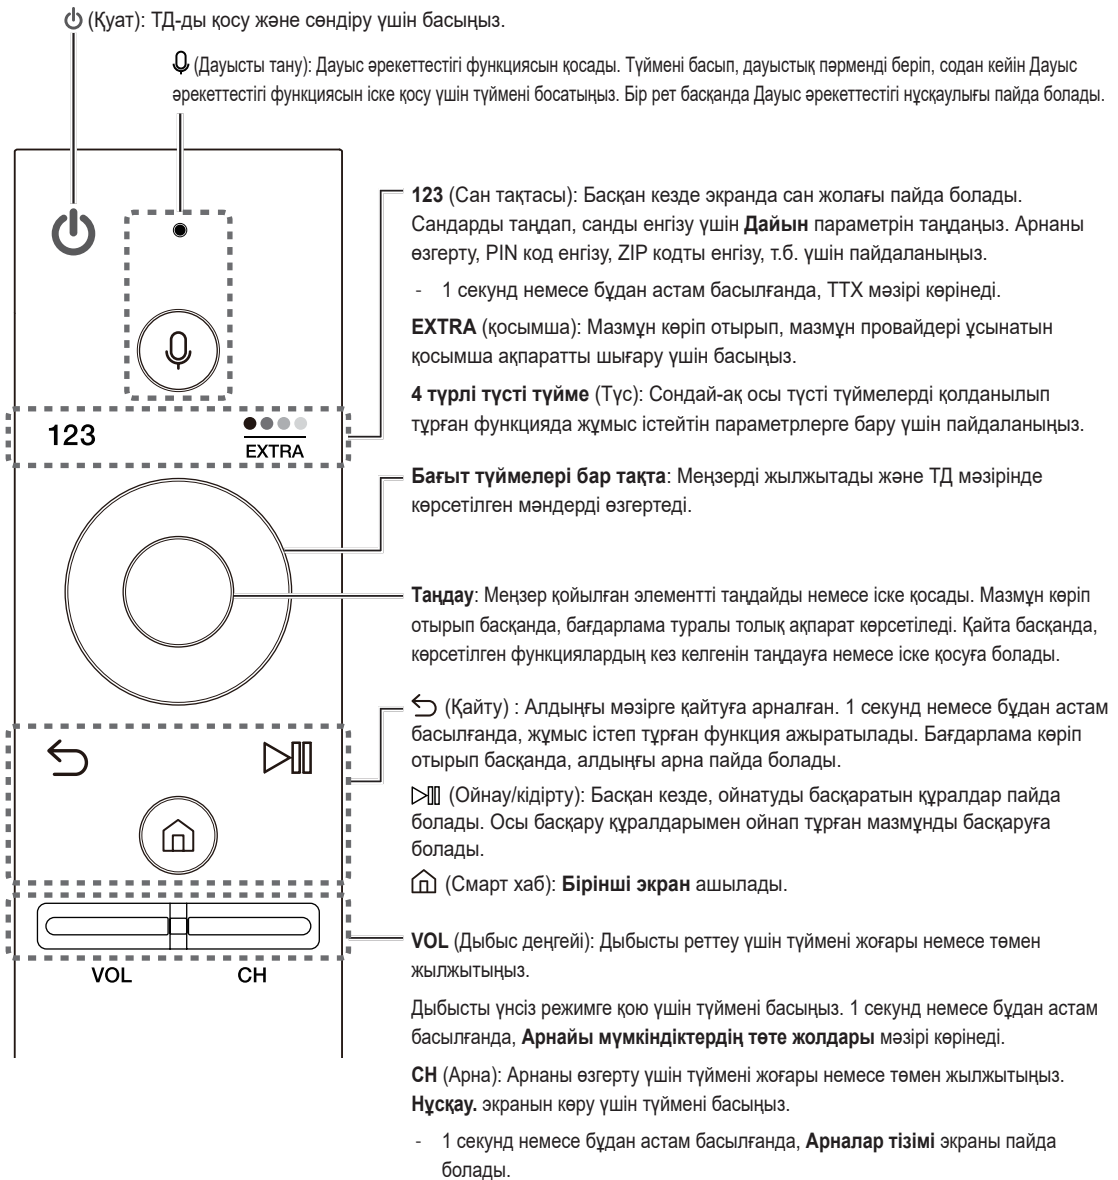 (Қуат): ТД-ды қосу және сөндіру үшін басыңыз.
(Дауысты тану): Дауыс әрекеттестігі функциясын қосады. Түймені басып, дауыстық пәрменді беріп, содан кейін Дауыс
әрекеттестігі функциясын іске қосу үшін түймені босатыңыз. Бір рет басқанда Дауыс әрекеттестігі нұсқаулығы пайда болады.
123 (Сан тақтасы): Басқан кезде экранда сан жолағы пайда болады.
Сандарды таңдап, санды енгізу үшін Дайын параметрін таңдаңыз. Арнаны
өзгерту, PIN код енгізу, ZIP кодты енгізу, т.б. үшін пайдаланыңыз.
- 1 секунд немесе бұдан астам басылғанда, TTX мәзірі көрінеді.
EXTRA (қосымша): Мазмұн көріп отырып, мазмұн провайдері ұсынатын
қосымша ақпаратты шығару үшін басыңыз.
4 түрлі түсті түйме (Түс): Сондай-ақ осы түсті түймелерді қолданылып
тұрған функцияда жұмыс істейтін параметрлерге бару үшін пайдаланыңыз.
123
EXTRA
Бағыт түймелері бар тақта: Меңзерді жылжытады және ТД мәзірінде
көрсетілген мәндерді өзгертеді.
Таңдау: Меңзер қойылған элементті таңдайды немесе іске қосады. Мазмұн көріп
отырып басқанда, бағдарлама туралы толық ақпарат көрсетіледі. Қайта басқанда,
көрсетілген функциялардың кез келгенін таңдауға немесе іске қосуға болады.
(Қайту) : Алдыңғы мәзірге қайтуға арналған. 1 секунд немесе бұдан астам
басылғанда, жұмыс істеп тұрған функция ажыратылады. Бағдарлама көріп
отырып басқанда, алдыңғы арна пайда болады.
(Ойнау/кідірту): Басқан кезде, ойнатуды басқаратын құралдар пайда
болады. Осы басқару құралдарымен ойнап тұрған мазмұнды басқаруға
болады.
(Смарт хаб): Бірінші экран ашылады.
VOL (Дыбыс деңгейі): Дыбысты реттеу үшін түймені жоғары немесе төмен
жылжытыңыз.
VOL
CH
Дыбысты үнсіз режимге қою үшін түймені басыңыз. 1 секунд немесе бұдан астам
басылғанда, Арнайы мүмкіндіктердің төте жолдары мәзірі көрінеді.
CH (Арна): Арнаны өзгерту үшін түймені жоғары немесе төмен жылжытыңыз.
Нұсқау. экранын көру үшін түймені басыңыз.
- 1 секунд немесе бұдан астам басылғанда, Арналар тізімі экраны пайда
болады.